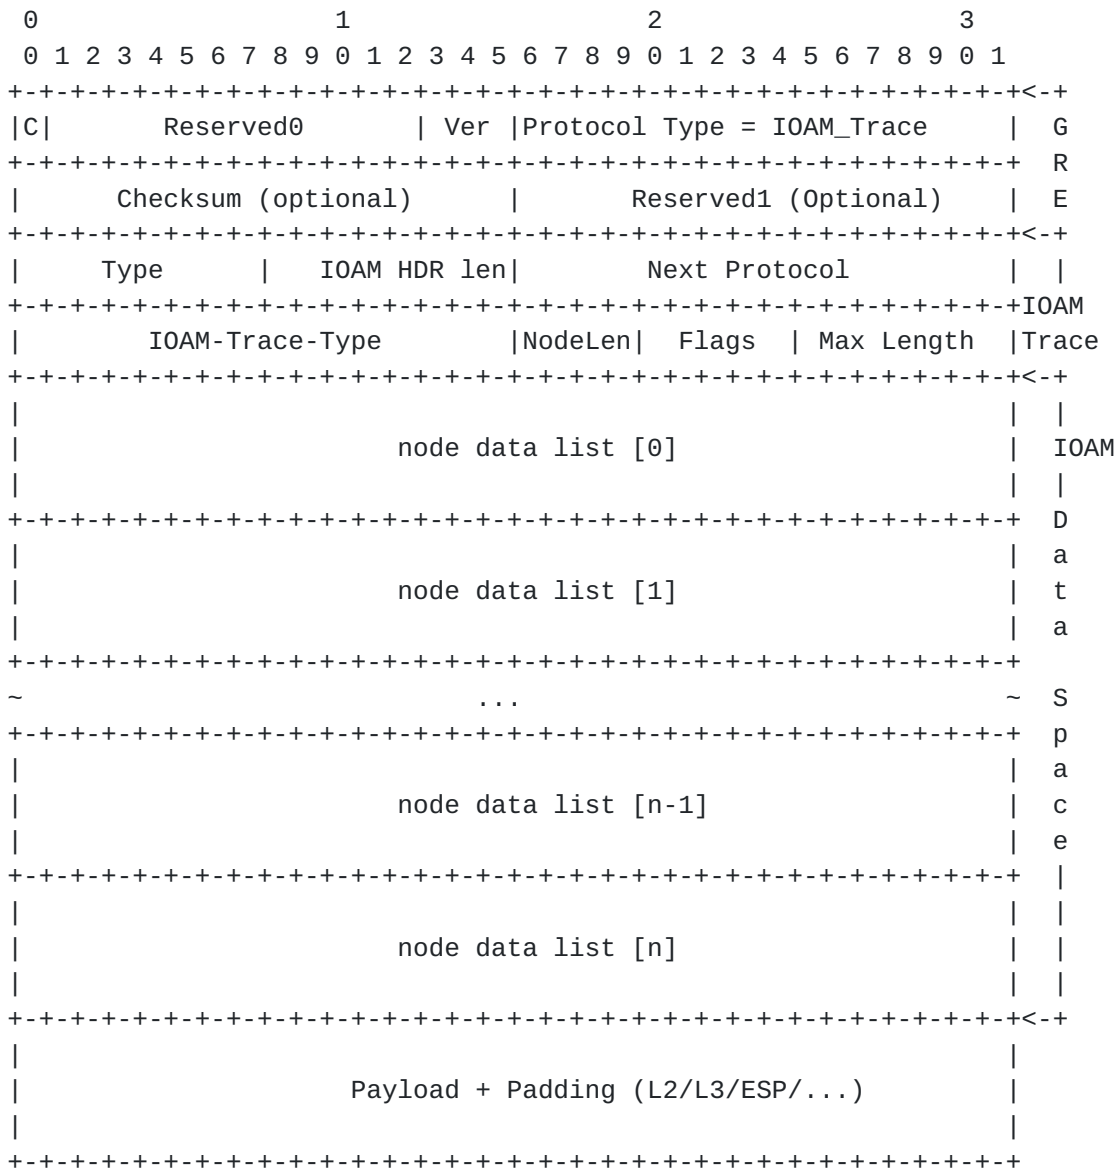 0                   1                   2                   3
 0 1 2 3 4 5 6 7 8 9 0 1 2 3 4 5 6 7 8 9 0 1 2 3 4 5 6 7 8 9 0 1
+-+-+-+-+-+-+-+-+-+-+-+-+-+-+-+-+-+-+-+-+-+-+-+-+-+-+-+-+-+-+-+-+<-+
|C|       Reserved0       | Ver |Protocol Type = IOAM_Trace     |  G
+-+-+-+-+-+-+-+-+-+-+-+-+-+-+-+-+-+-+-+-+-+-+-+-+-+-+-+-+-+-+-+-+  R
|      Checksum (optional)      |       Reserved1 (Optional)    |  E
+-+-+-+-+-+-+-+-+-+-+-+-+-+-+-+-+-+-+-+-+-+-+-+-+-+-+-+-+-+-+-+-+<-+
|     Type      |   IOAM HDR len|        Next Protocol          |  |
+-+-+-+-+-+-+-+-+-+-+-+-+-+-+-+-+-+-+-+-+-+-+-+-+-+-+-+-+-+-+-+-+IOAM
|        IOAM-Trace-Type        |NodeLen|  Flags  | Max Length  |Trace
+-+-+-+-+-+-+-+-+-+-+-+-+-+-+-+-+-+-+-+-+-+-+-+-+-+-+-+-+-+-+-+-+<-+
|                                                               |  |
|                        node data list [0]                     |  IOAM
|                                                               |  |
+-+-+-+-+-+-+-+-+-+-+-+-+-+-+-+-+-+-+-+-+-+-+-+-+-+-+-+-+-+-+-+-+  D
|                                                               |  a
|                        node data list [1]                     |  t
|                                                               |  a
+-+-+-+-+-+-+-+-+-+-+-+-+-+-+-+-+-+-+-+-+-+-+-+-+-+-+-+-+-+-+-+-+
~                             ...                               ~  S
+-+-+-+-+-+-+-+-+-+-+-+-+-+-+-+-+-+-+-+-+-+-+-+-+-+-+-+-+-+-+-+-+  p
|                                                               |  a
|                        node data list [n-1]                   |  c
|                                                               |  e
+-+-+-+-+-+-+-+-+-+-+-+-+-+-+-+-+-+-+-+-+-+-+-+-+-+-+-+-+-+-+-+-+  |
|                                                               |  |
|                        node data list [n]                     |  |
|                                                               |  |
+-+-+-+-+-+-+-+-+-+-+-+-+-+-+-+-+-+-+-+-+-+-+-+-+-+-+-+-+-+-+-+-+<-+
|                                                               |
|                     Payload + Padding (L2/L3/ESP/...)         |
|                                                               |
+-+-+-+-+-+-+-+-+-+-+-+-+-+-+-+-+-+-+-+-+-+-+-+-+-+-+-+-+-+-+-+-+